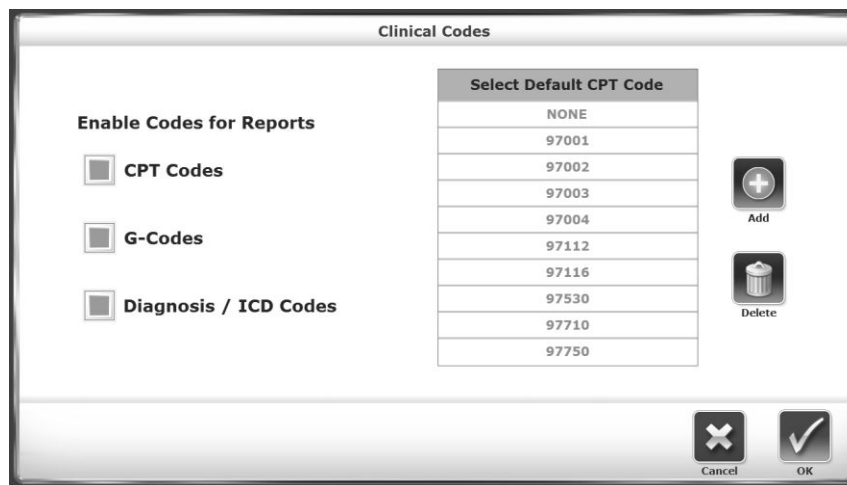 Clinical Codes
Enable Codes for Reports
CPT Codes
G-Codes
Diagnosis / ICD Codes
Select Default CPT Code
NONE
97001
97002
97003
97004
97112
97116
97530
97710
97750
Add
Delete
Cancel
OK